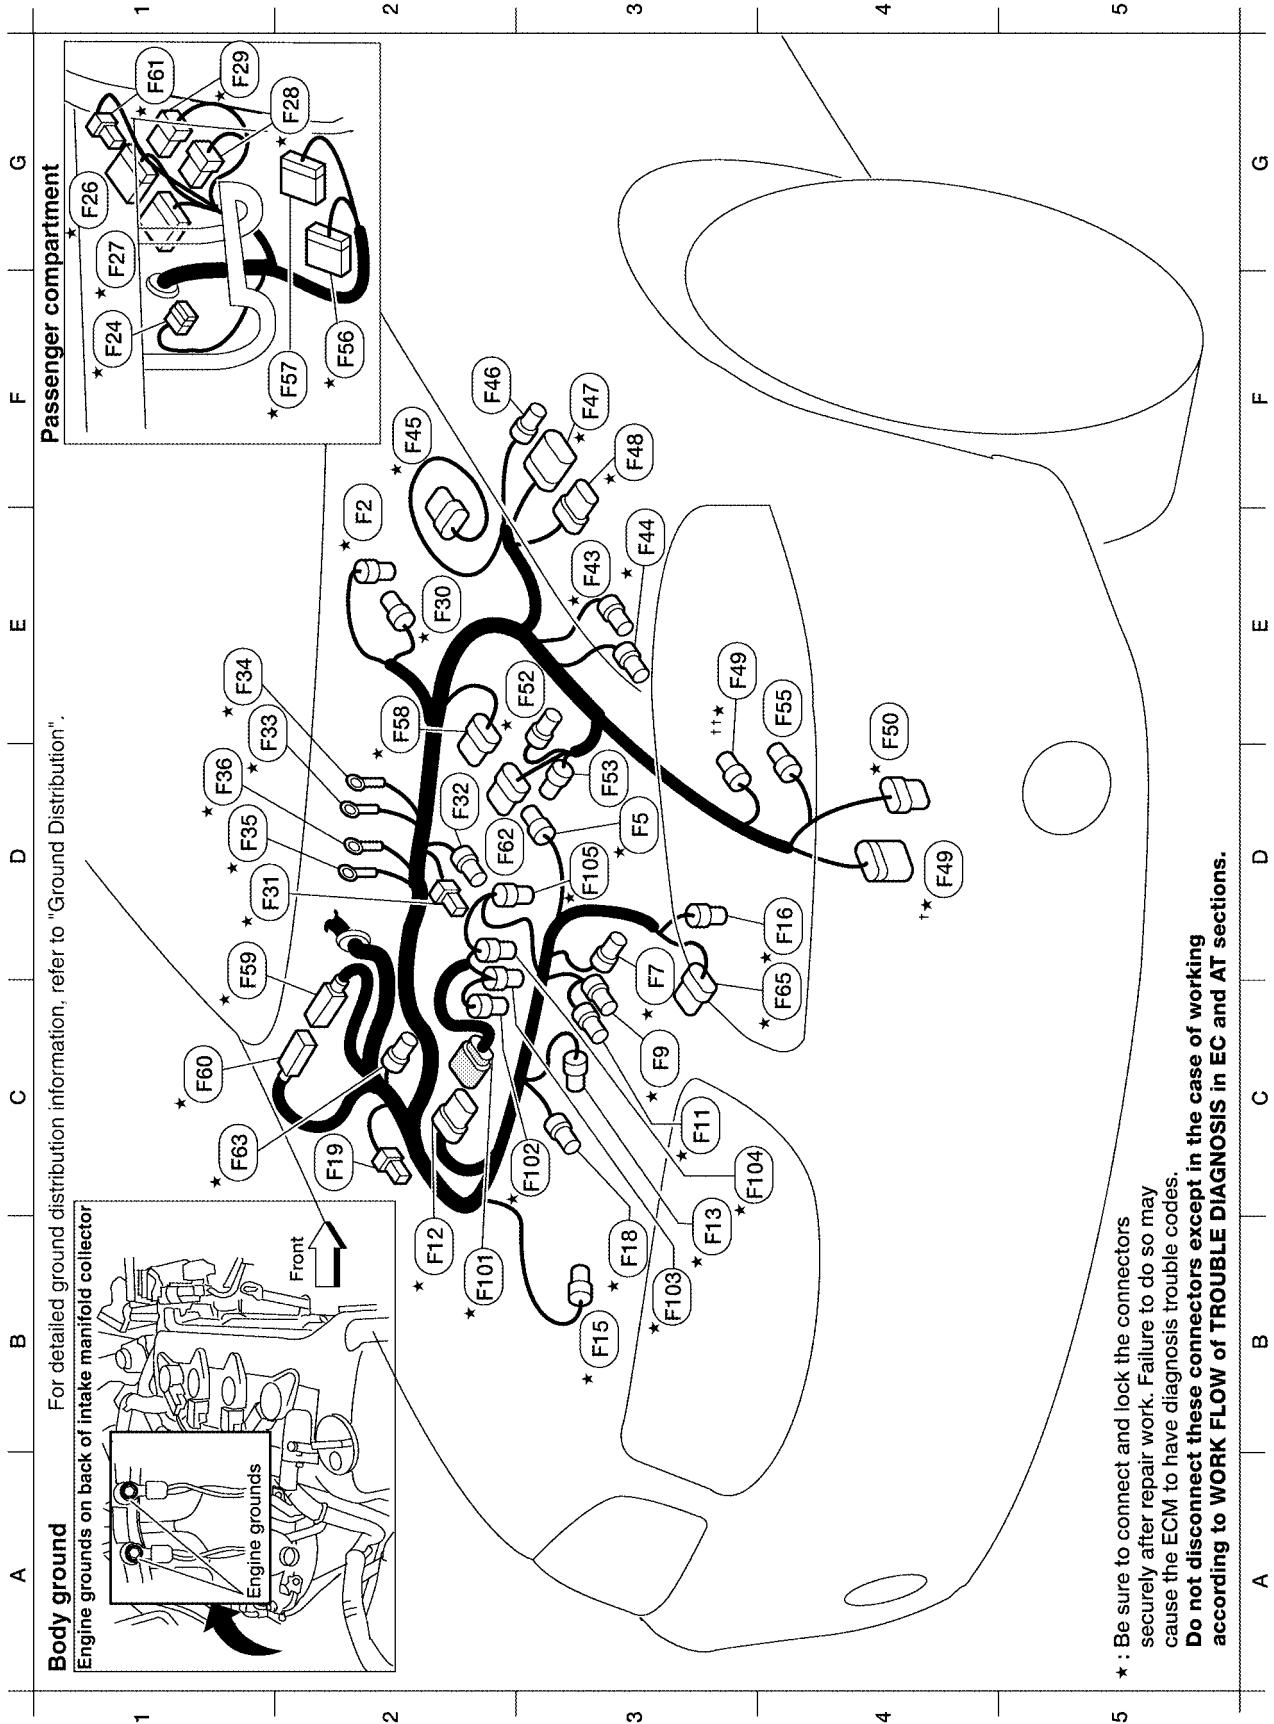 A B C D E F G
1
2
3
4
5
Body ground For detailed ground distribution information, refer to "Ground Distribution".
Engine grounds on back of intake manifold collector
Engine grounds
Front
Passenger compartment
★ F24
★ F27
★ F26
F61
★ F29
★ F28
★ F57
★ F56
★ F60
★ F59
★ F31
★ F35
★ F36
★ F33
★ F34
★ F2
★ F45
F46
F47 ★
★ F48
★ F63
F19
F32
★ F58
★ F30
★ F43
★ F44
★ F52
F62
F53
★ F5
★ F105
★ F12
★ F101
★ F102
★ F15
★ F18
★ F103
★ F13
★ F104
★ F11
★ F9
★ F7
★ F65
★ F16
††★ F49
F55
★ F50
†★ F49
★ : Be sure to connect and lock the connectors
securely after repair work. Failure to do so may
cause the ECM to have diagnosis trouble codes.
Do not disconnect these connectors except in the case of working
according to WORK FLOW of TROUBLE DIAGNOSIS in EC and AT sections.
1
2
3
4
5
A B C D E F G